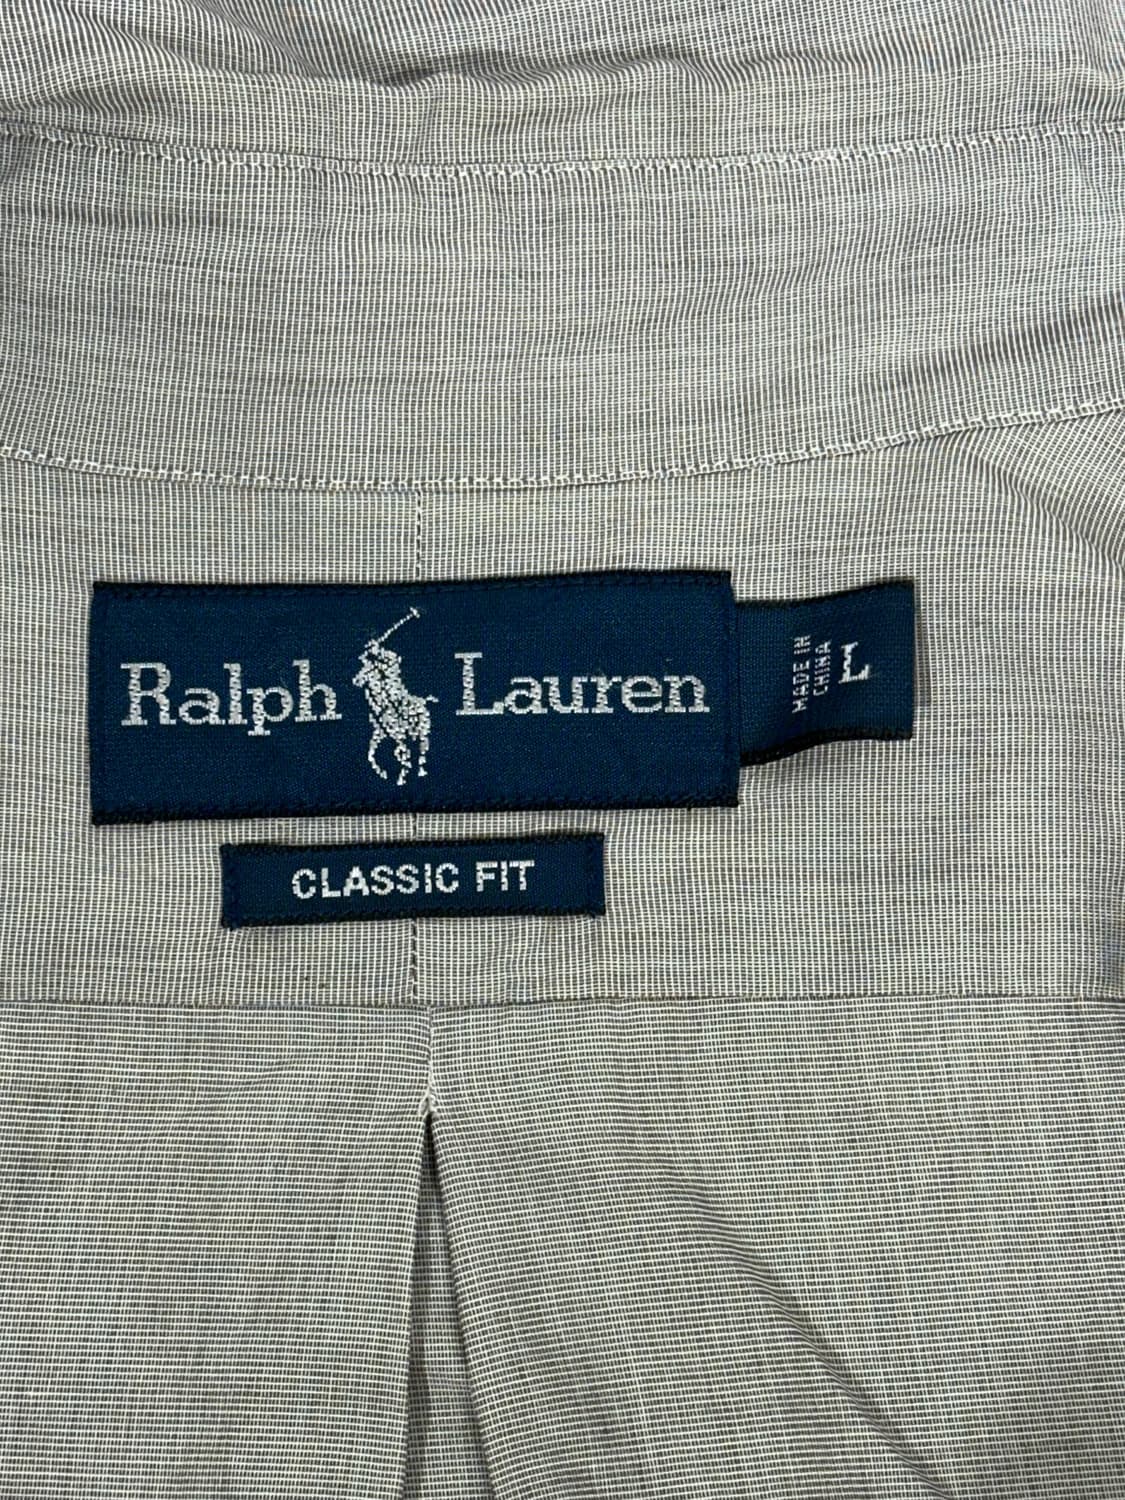 Ralph Lauren
MADE IN
CHINA
L
CLASSIC FIT